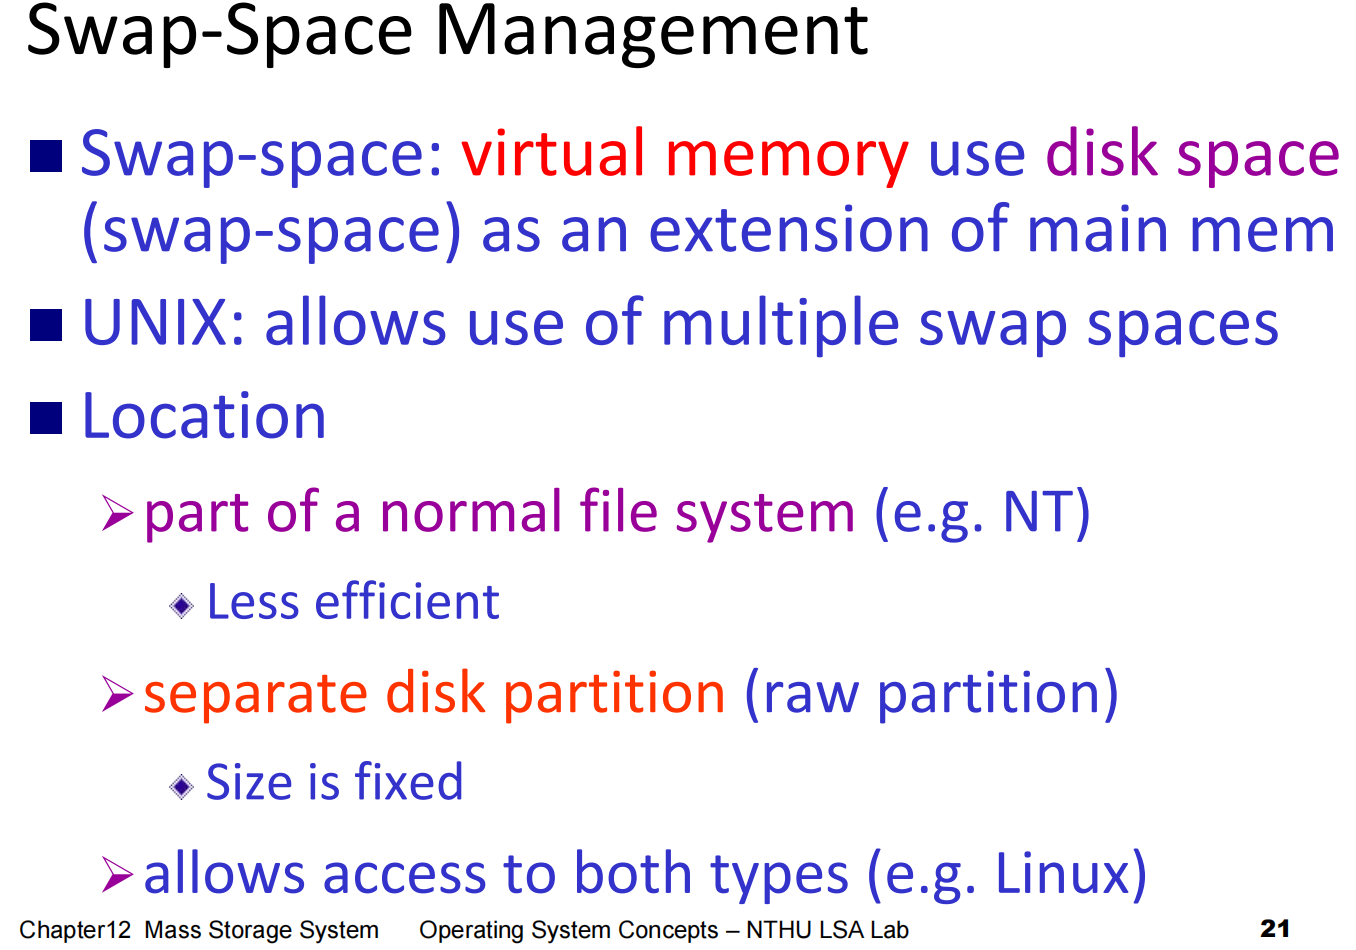 Swap-Space Management
Swap-space: virtual memory use disk space
(swap-space) as an extension of main mem
UNIX: allows use of multiple swap spaces
Location
part of a normal file system (e.g. NT)
Less efficient
separate disk partition (raw partition)
Size is fixed
allows access to both types (e.g. Linux)
Chapter12 Mass Storage System Operating System Concepts – NTHU LSA Lab 21